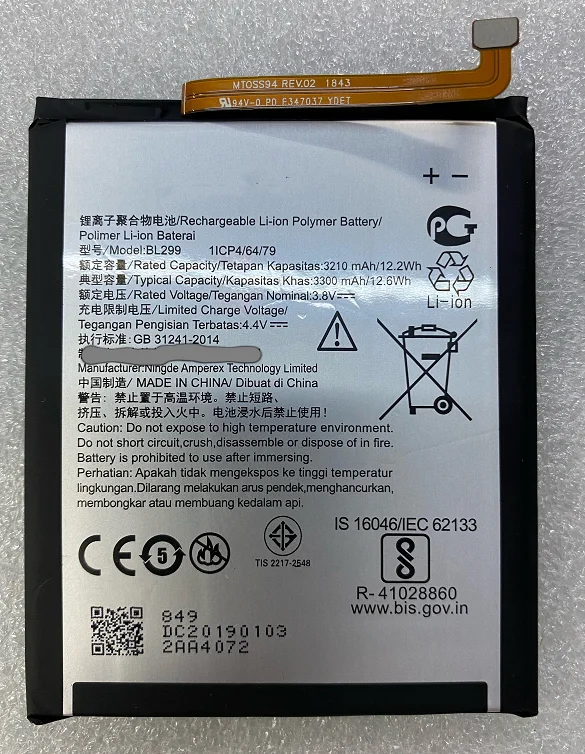 MTOSS94 REV.02 1843
94V-0 PD E347037 YDET
+ −
锂离子聚合物电池/Rechargeable Li-ion Polymer Battery/
Polimer Li-ion Baterai
型号/Model:BL299 1ICP4/64/79
额定容量/Rated Capacity/Tetapan Kapasitas:3210 mAh/12.2Wh
典型容量/Typical Capacity/Kapasitas Khas:3300 mAh/12.6Wh
额定电压/Rated Voltage/Tegangan Nominal:3.8V⎓
充电限制电压/Limited Charge Voltage/
Tegangan Pengisian Terbatas:4.4V⎓
执行标准:GB 31241-2014
Manufacturer:Ningde Amperex Technology Limited
中国制造/ MADE IN CHINA/ Dibuat di China
警告: 禁止置于高温环境。禁止短路、
挤压、拆解或投入火中。电池浸水后禁止使用!
Caution: Do not expose to high temperature environment.
Do not short circuit,crush,disassemble or dispose of in fire.
Battery is prohibited to use after immersing.
Perhatian: Apakah tidak mengekspos ke tinggi temperatur
lingkungan.Dilarang melakukan arus pendek,menghancurkan,
membongkar atau membuang kedalam api.
PG
Li-ion
CE 5
TIS 2217-2548
IS 16046/IEC 62133
R- 41028860
www.bis.gov.in
849
DC20190103
2AA4072